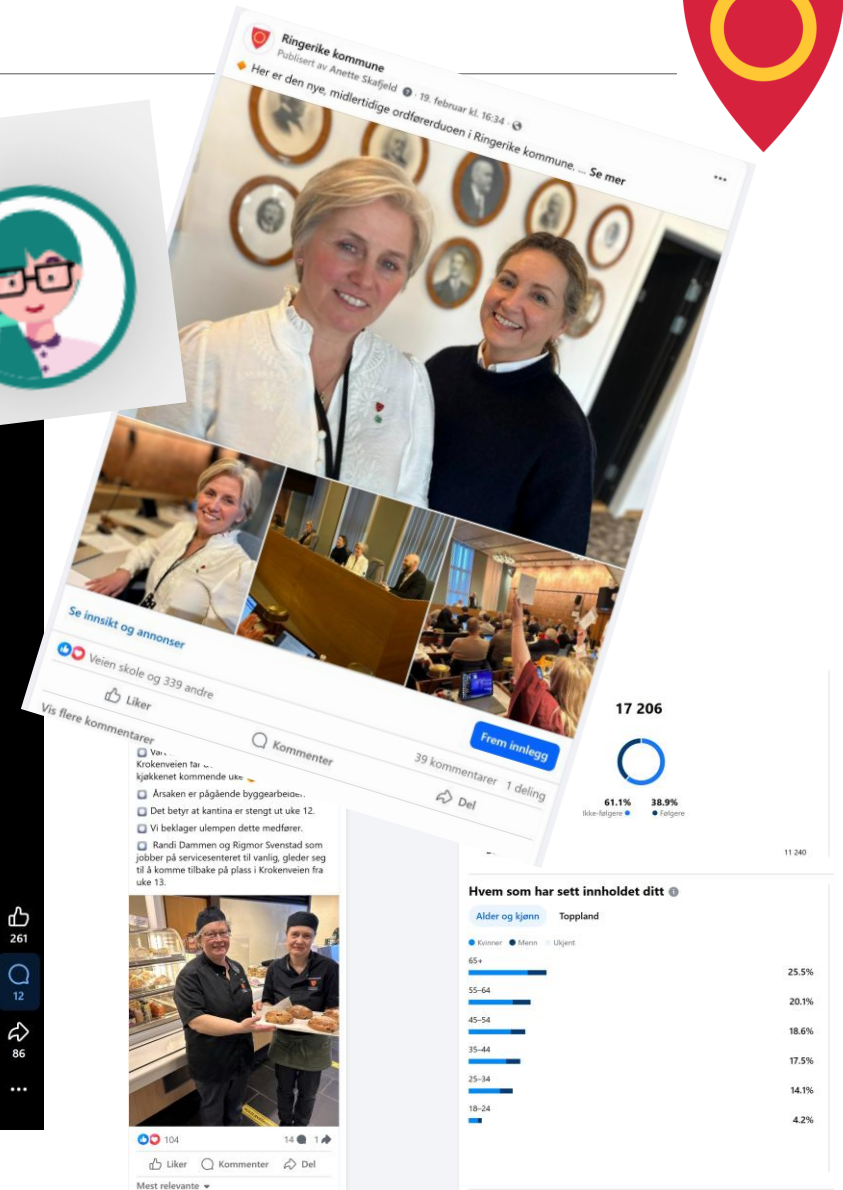 Ringerike kommune
Publisert av Anette Skafjeld · 19. februar kl. 16:34 ·
🔸 Her er den nye, midlertidige ordførerduoen i Ringerike kommune. ... Se mer
Se innsikt og annonser
Frem innlegg
Veien skole og 339 andre
39 kommentarer 1 deling
Liker
Kommenter
Del
Vis flere kommentarer
Krokenveien får
kjøkkenet kommende uke
Årsaken er pågående byggearbeider.
Det betyr at kantina er stengt ut uke 12.
Vi beklager ulempen dette medfører.
Randi Dammen og Rigmor Svenstad som
jobber på servicesenteret til vanlig, gleder seg
til å komme tilbake på plass i Krokenveien fra
uke 13.
104
14 1
Liker Kommenter Del
Mest relevante
261
12
86
17 206
61.1% 38.9%
Ikke-følgere Følgere
11 240
Hvem som har sett innholdet ditt
Alder og kjønn Toppland
Kvinner Menn Ukjent
65+
25.5%
55–64
20.1%
45–54
18.6%
35–44
17.5%
25–34
14.1%
18–24
4.2%